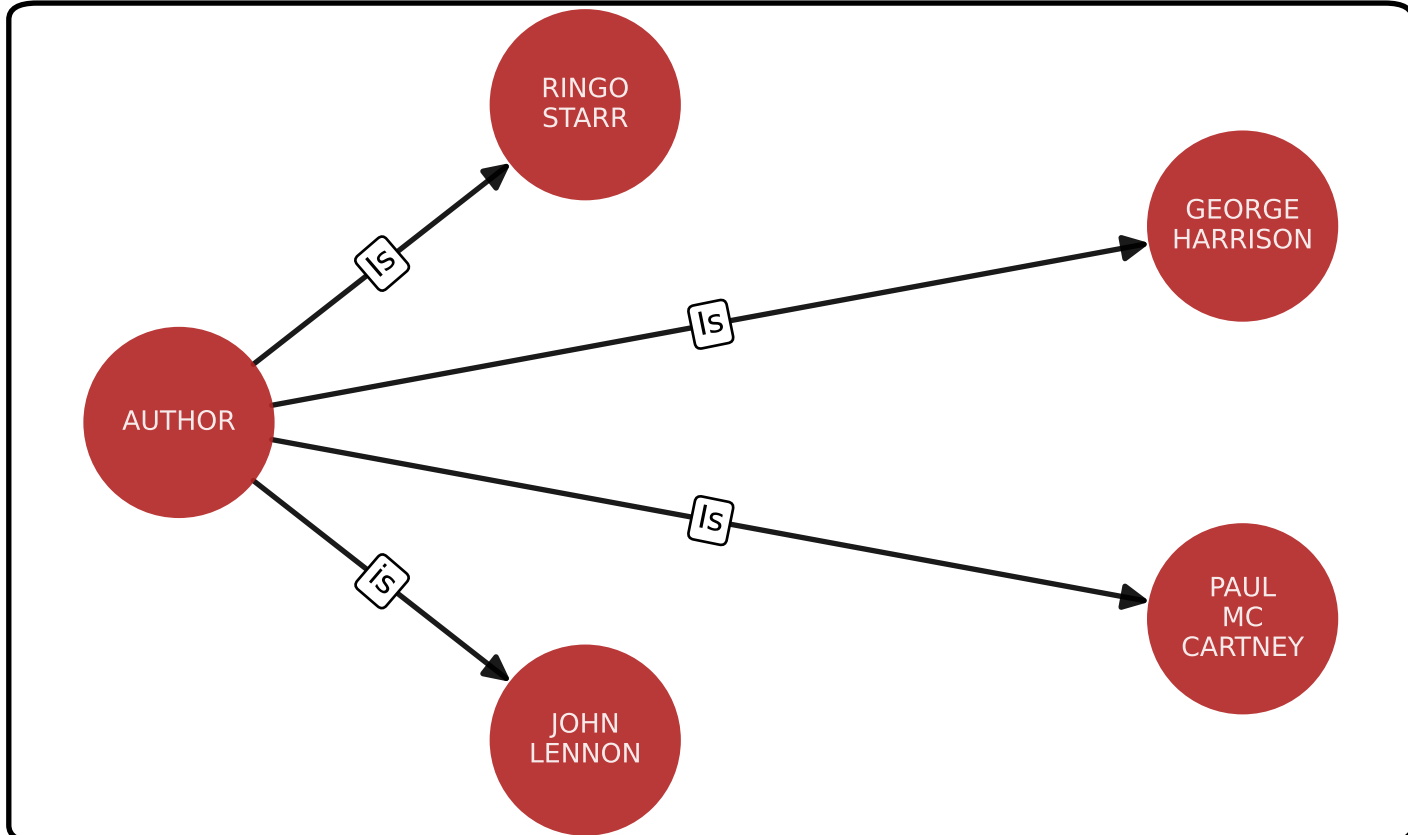 RINGO
STARR
GEORGE
HARRISON
Is
Is
AUTHOR
Is
is
PAUL
MC
CARTNEY
JOHN
LENNON